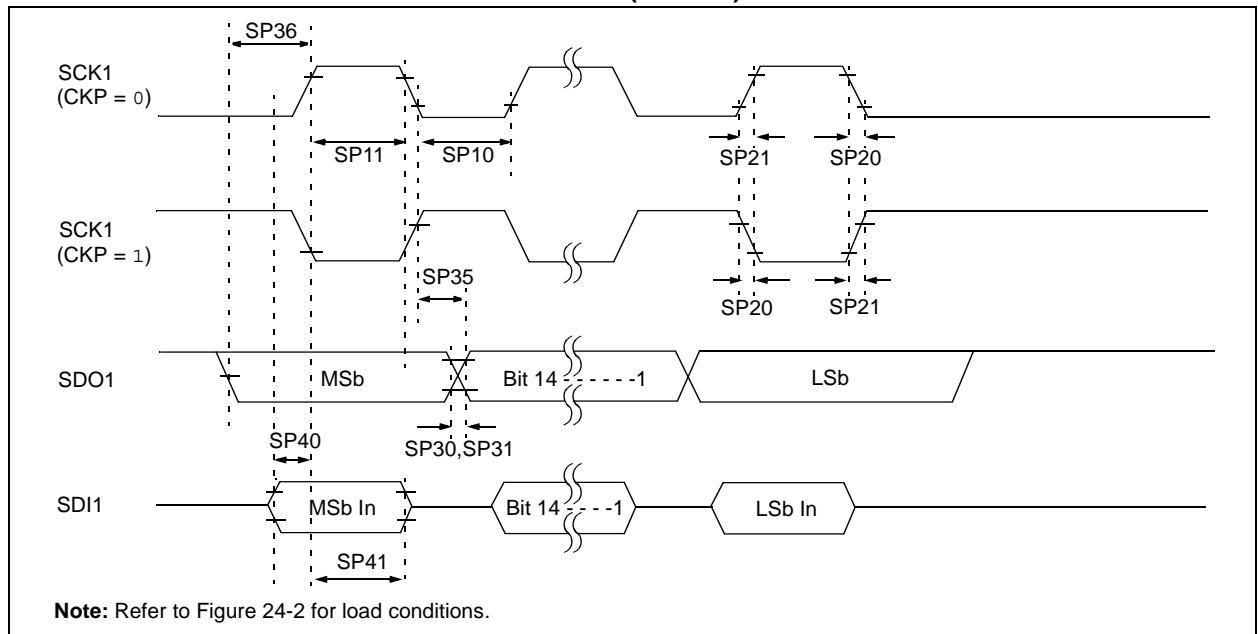 SP36
SCK1
(CKP = 0)
SP11
SP10
SP21
SP20
SCK1
(CKP = 1)
SP35
SP20
SP21
SDO1
MSb
Bit 14 - - - - - -1
LSb
SP40
SP30,SP31
SDI1
MSb In
Bit 14 - - - -1
LSb In
SP41
Note: Refer to Figure 24-2 for load conditions.